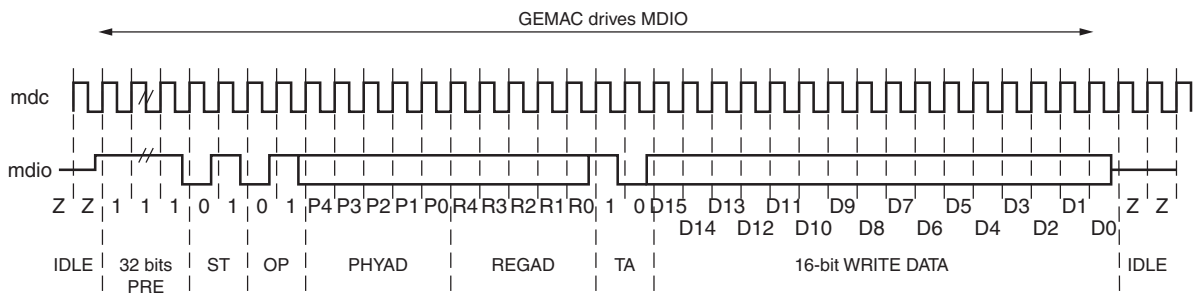 GEMAC drives MDIO
mdc
mdio
Z Z 1 1 1 0 1 0 1 P4 P3 P2 P1 P0 R4 R3 R2 R1 R0 1 0 D15 D13 D11 D9 D7 D5 D3 D1 Z Z
D14 D12 D10 D8 D6 D4 D2 D0
IDLE 32 bits ST OP PHYAD REGAD TA 16-bit WRITE DATA IDLE
PRE